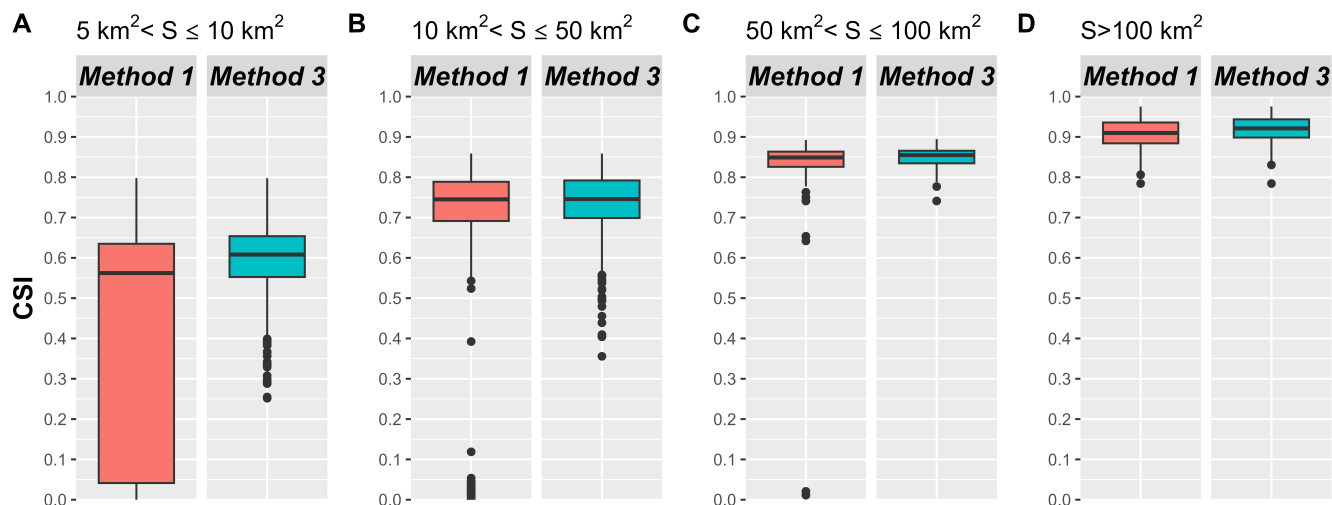 A 5 km²< S ≤ 10 km² B 10 km²< S ≤ 50 km² C 50 km²< S ≤ 100 km² D S>100 km²
Method 1 Method 3 Method 1 Method 3 Method 1 Method 3 Method 1 Method 3
1.0 1.0 1.0 1.0
0.9 0.9 0.9 0.9
0.8 0.8 0.8 0.8
0.7 0.7 0.7 0.7
0.6 0.6 0.6 0.6
CSI
0.5 0.5 0.5 0.5
0.4 0.4 0.4 0.4
0.3 0.3 0.3 0.3
0.2 0.2 0.2 0.2
0.1 0.1 0.1 0.1
0.0 0.0 0.0 0.0